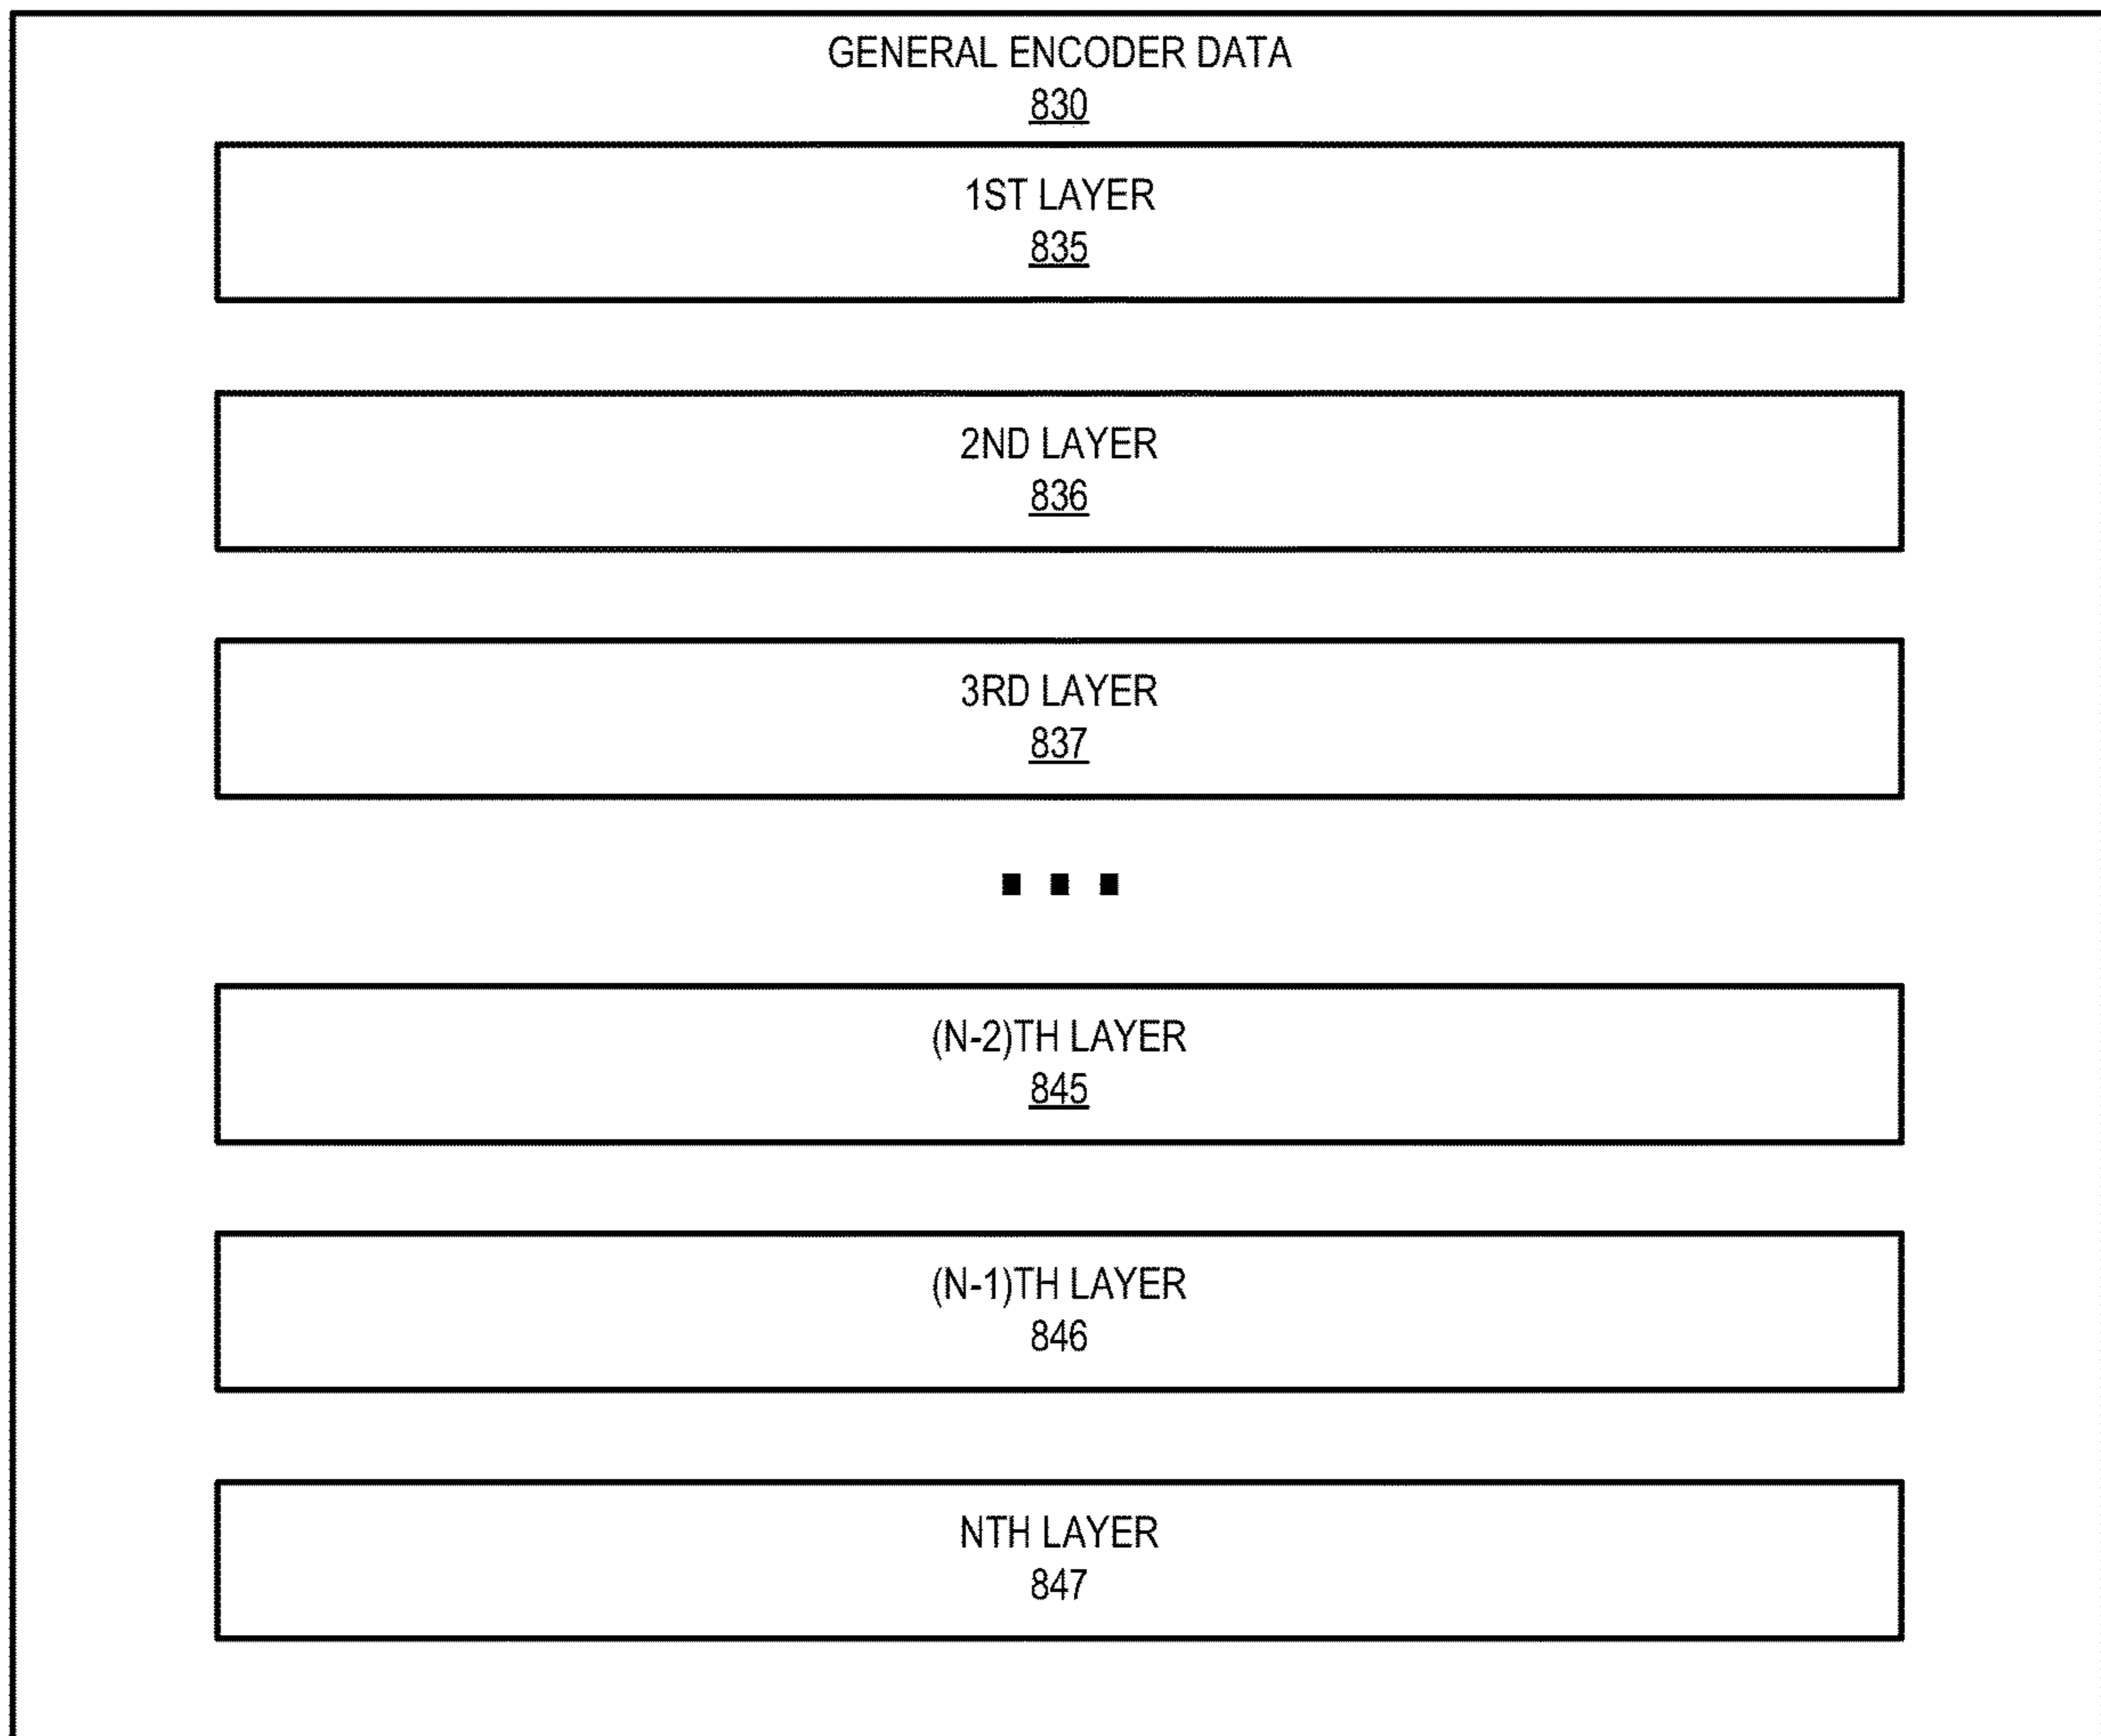 GENERAL ENCODER DATA
830
1ST LAYER
835
2ND LAYER
836
3RD LAYER
837
...
(N-2)TH LAYER
845
(N-1)TH LAYER
846
NTH LAYER
847